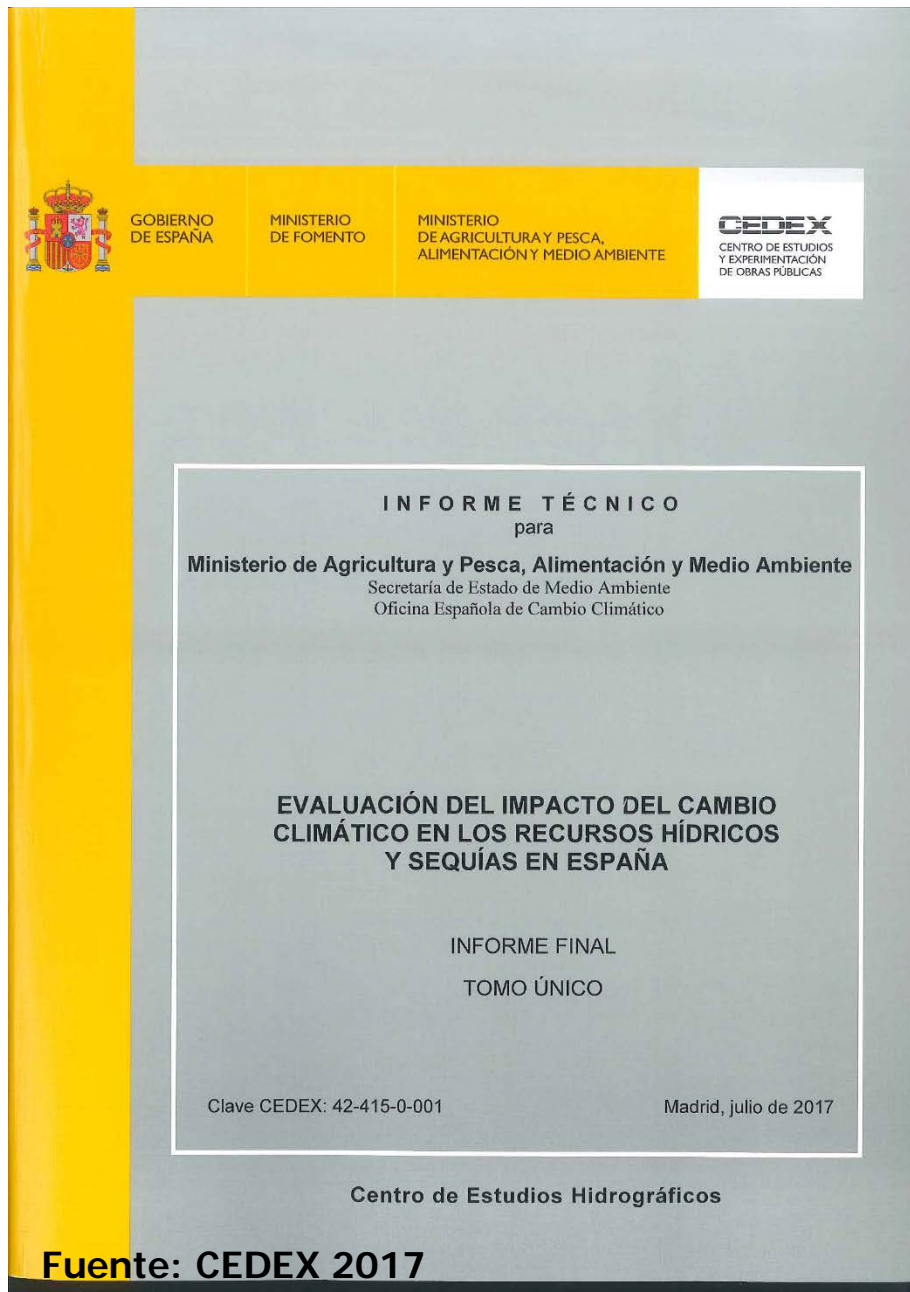 GOBIERNO
DE ESPAÑA
MINISTERIO
DE FOMENTO
MINISTERIO
DE AGRICULTURA Y PESCA,
ALIMENTACIÓN Y MEDIO AMBIENTE
CEDEX
CENTRO DE ESTUDIOS
Y EXPERIMENTACIÓN
DE OBRAS PÚBLICAS
INFORME TÉCNICO
para
Ministerio de Agricultura y Pesca, Alimentación y Medio Ambiente
Secretaría de Estado de Medio Ambiente
Oficina Española de Cambio Climático
EVALUACIÓN DEL IMPACTO DEL CAMBIO
CLIMÁTICO EN LOS RECURSOS HÍDRICOS
Y SEQUÍAS EN ESPAÑA
INFORME FINAL
TOMO ÚNICO
Clave CEDEX: 42-415-0-001
Madrid, julio de 2017
Centro de Estudios Hidrográficos
Fuente: CEDEX 2017